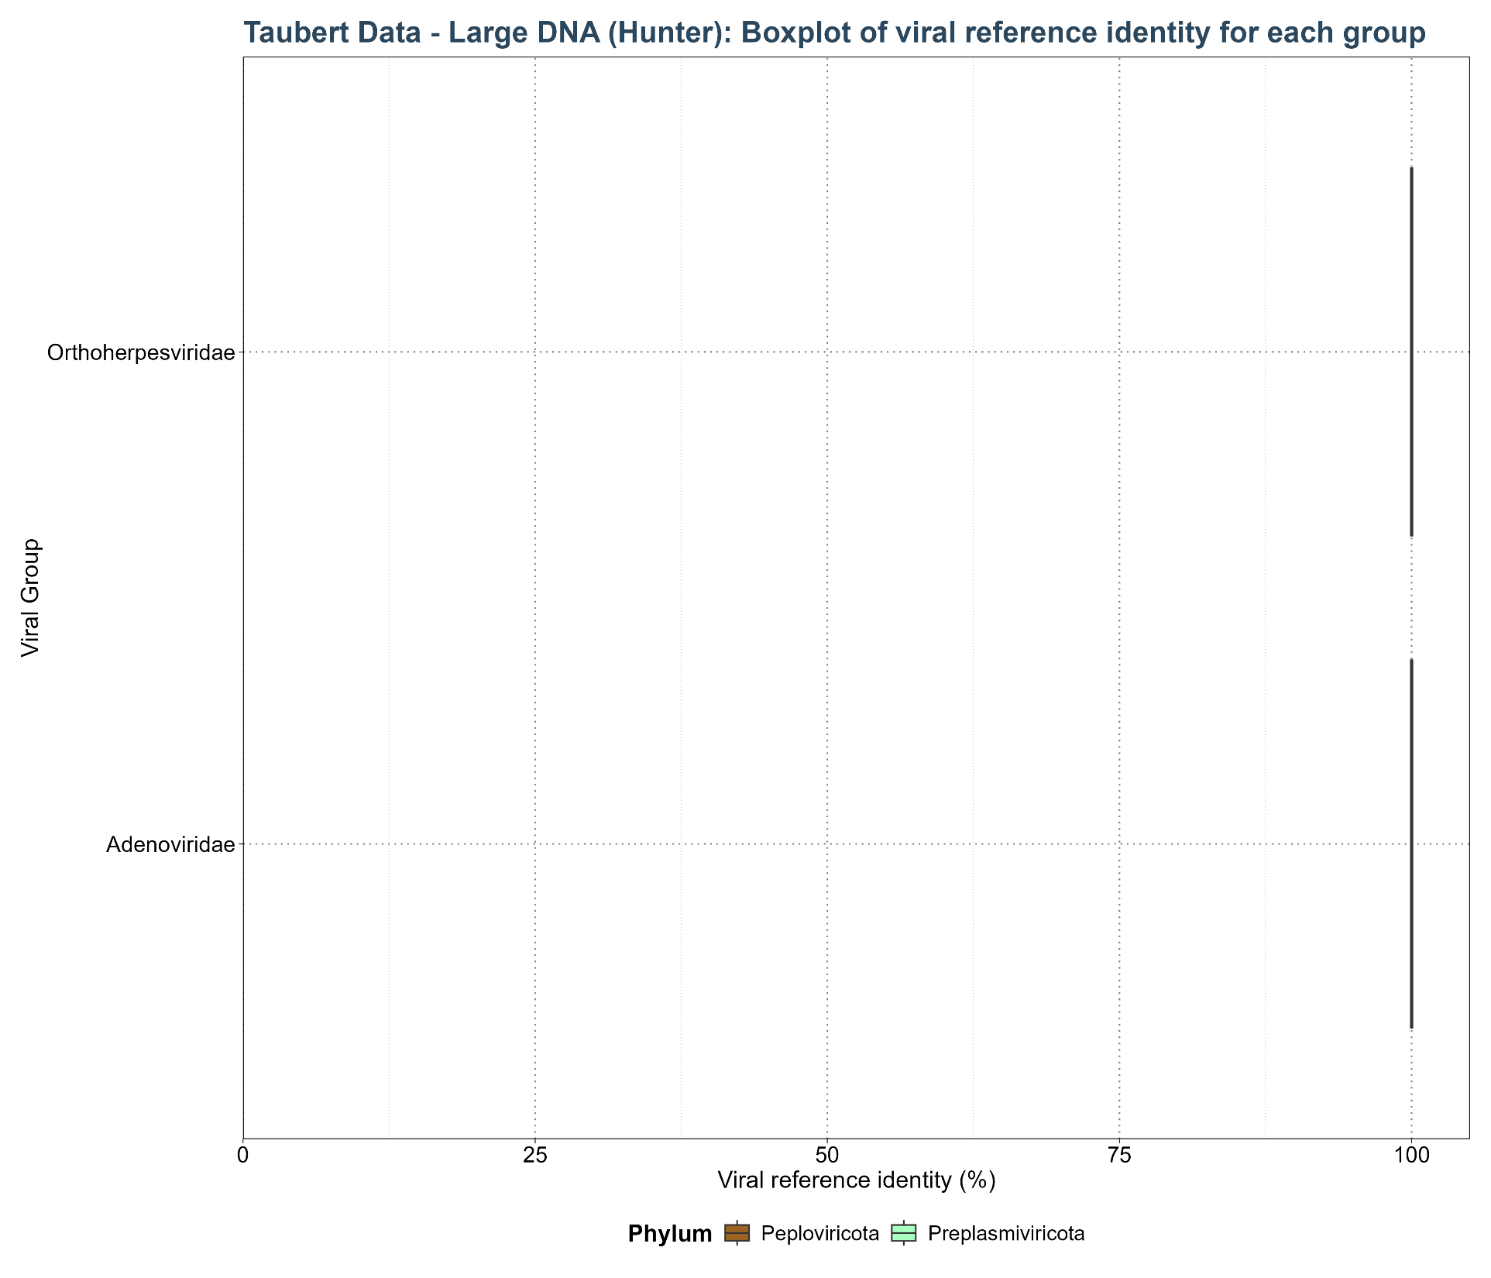 Taubert Data - Large DNA (Hunter): Boxplot of viral reference identity for each group
Viral Group
Orthoherpesviridae
Adenoviridae
0 25 50 75 100
Viral reference identity (%)
Phylum Peploviricota Preplasmiviricota